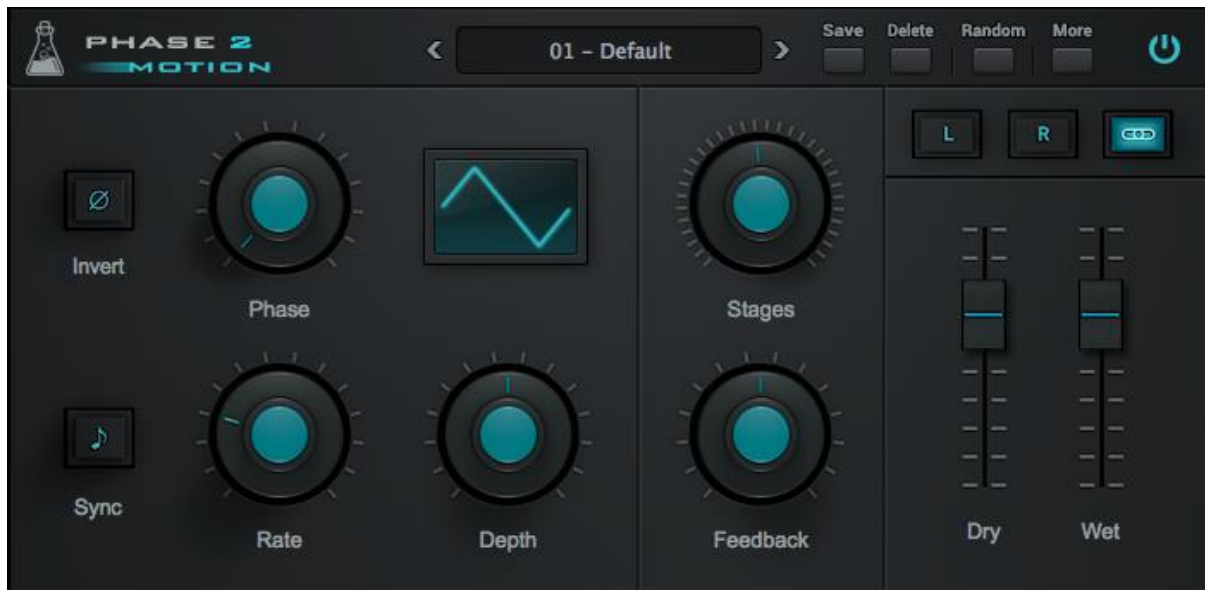 PHASE 2
MOTION
01 – Default
Save
Delete
Random
More
L
R
Invert
Phase
Stages
Sync
Rate
Depth
Feedback
Dry
Wet